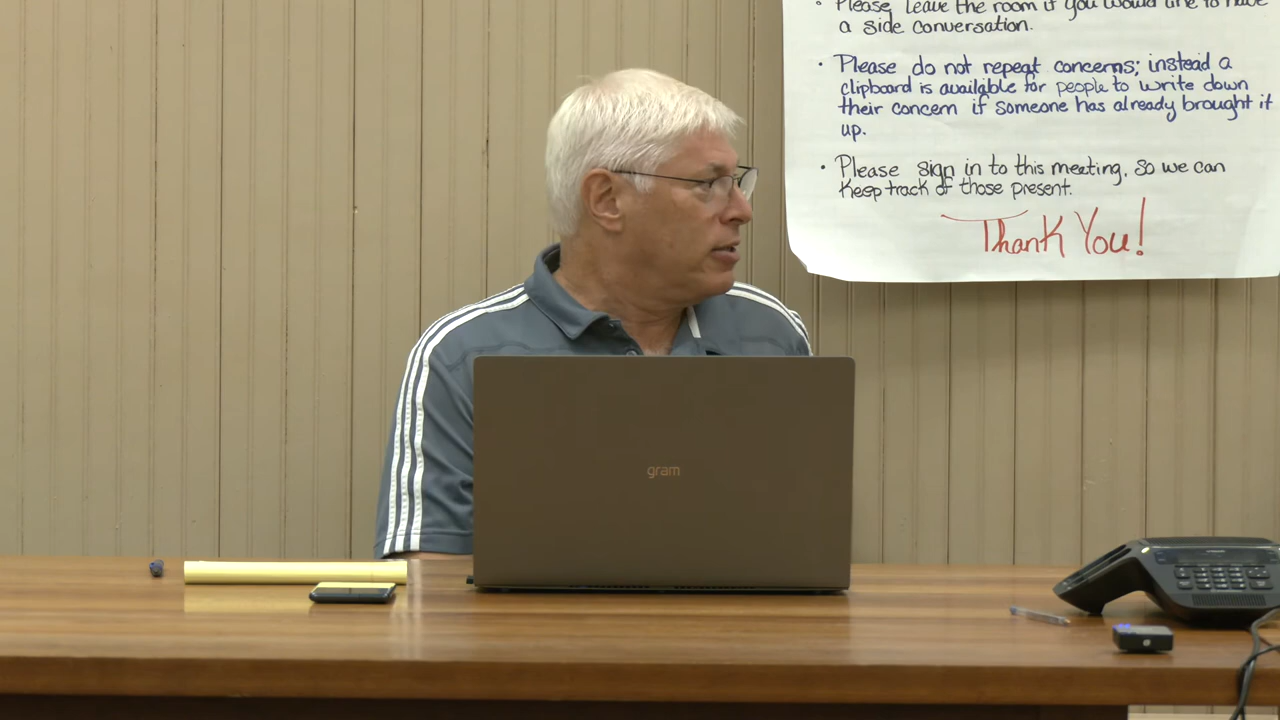 · Please leave the room if you would like to have
a side conversation.
· Please do not repeat concerns; instead a
clipboard is available for people to write down
their concern if someone has already brought it
up.
· Please sign in to this meeting, so we can
Keep track of those present.
Thank You!
gram